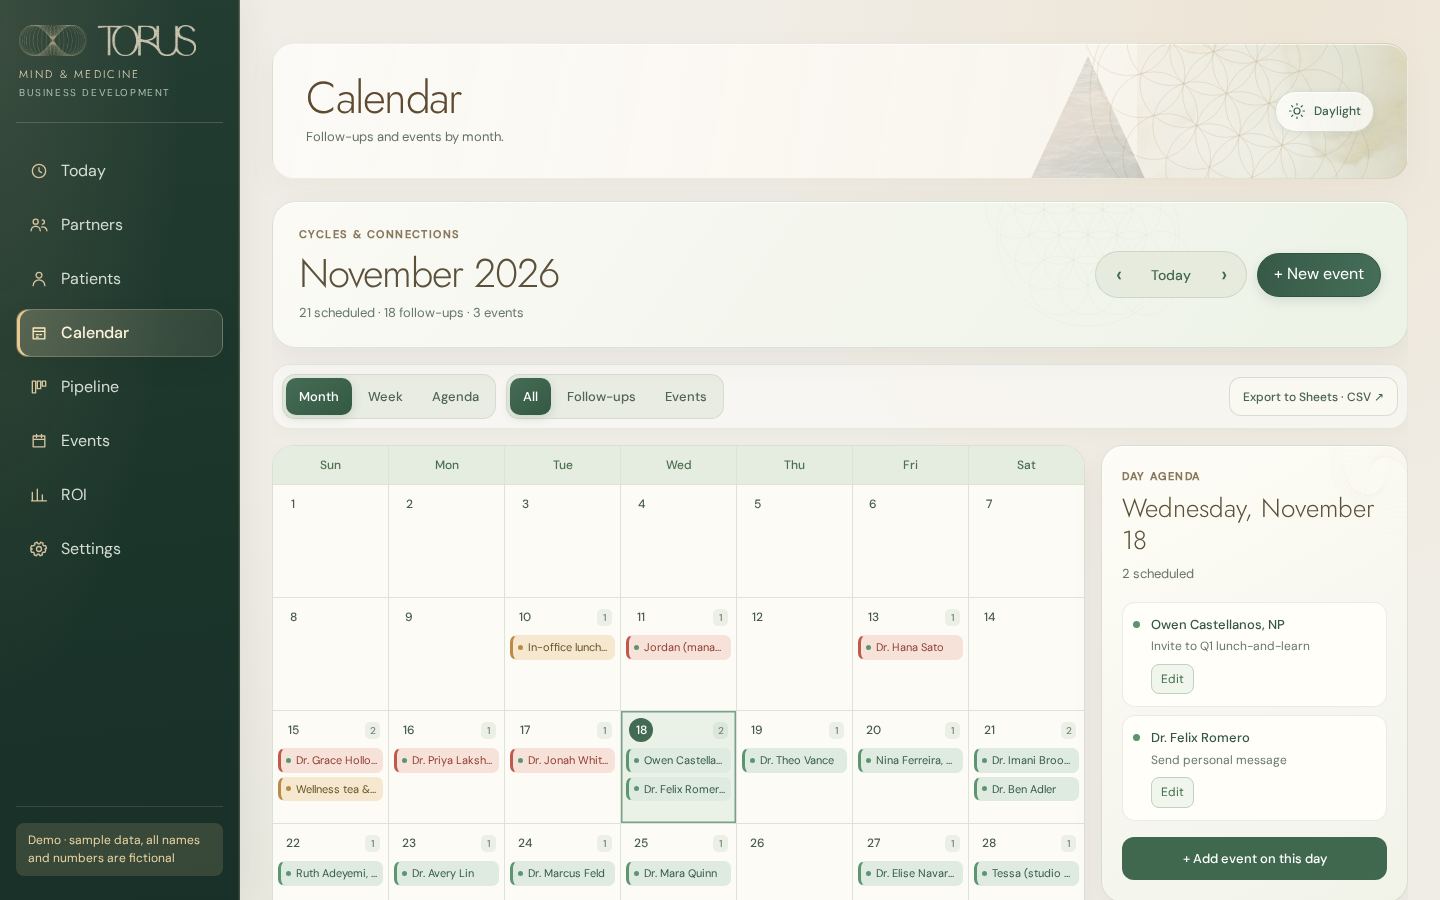 TORUS
MIND & MEDICINE
BUSINESS DEVELOPMENT
Today
Partners
Patients
Calendar
Pipeline
Events
ROI
Settings
Demo · sample data, all names
and numbers are fictional
Calendar
Follow-ups and events by month.
Daylight
CYCLES & CONNECTIONS
November 2026
21 scheduled · 18 follow-ups · 3 events
‹ Today ›
+ New event
Month Week Agenda
All Follow-ups Events
Export to Sheets · CSV ↗
Sun Mon Tue Wed Thu Fri Sat
1 2 3 4 5 6 7
8 9 10 1 11 1 12 13 1 14
In-office lunch… Jordan (mana… Dr. Hana Sato
15 2 16 1 17 1 18 2 19 1 20 1 21 2
Dr. Grace Hollo… Dr. Priya Laksh… Dr. Jonah Whit… Owen Castella… Dr. Theo Vance Nina Ferreira, … Dr. Imani Broo…
Wellness tea &… Dr. Felix Romer… Dr. Ben Adler
22 1 23 1 24 1 25 1 26 27 1 28 1
Ruth Adeyemi, … Dr. Avery Lin Dr. Marcus Feld Dr. Mara Quinn Dr. Elise Navar… Tessa (studio …
DAY AGENDA
Wednesday, November
18
2 scheduled
Owen Castellanos, NP
Invite to Q1 lunch-and-learn
Edit
Dr. Felix Romero
Send personal message
Edit
+ Add event on this day